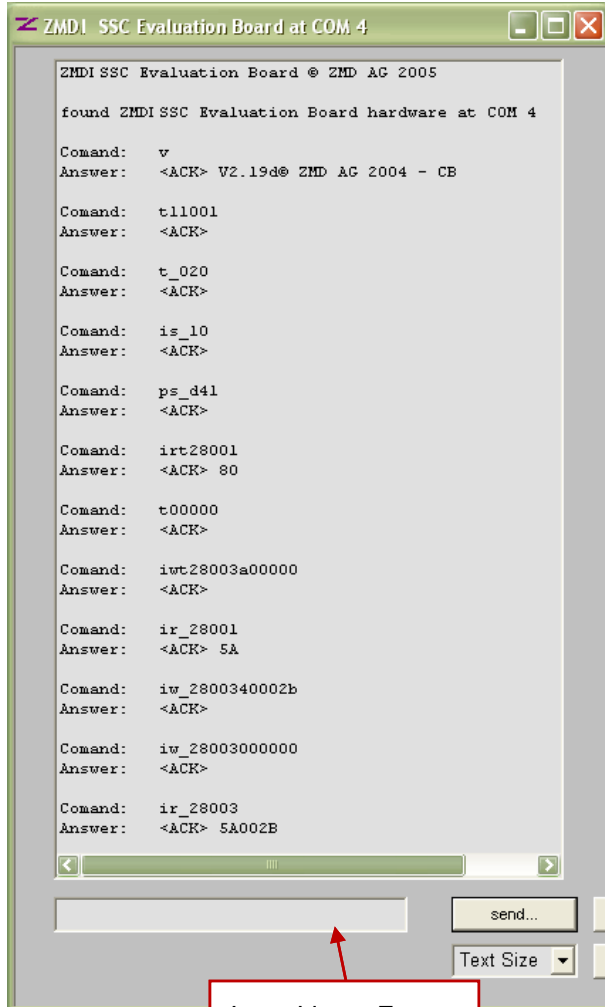 ZMDI SSC Evaluation Board at COM 4
ZMDI SSC Evaluation Board © ZMD AG 2005
found ZMDI SSC Evaluation Board hardware at COM 4
Comand: v
Answer: <ACK> V2.19d© ZMD AG 2004 - CB
Comand: t11001
Answer: <ACK>
Comand: t_020
Answer: <ACK>
Comand: is_10
Answer: <ACK>
Comand: ps_d41
Answer: <ACK>
Comand: irt28001
Answer: <ACK> 80
Comand: t00000
Answer: <ACK>
Comand: iwt28003a00000
Answer: <ACK>
Comand: ir_28001
Answer: <ACK> 5A
Comand: iw_2800340002b
Answer: <ACK>
Comand: iw_28003000000
Answer: <ACK>
Comand: ir_28003
Answer: <ACK> 5A002B
send...
Text Size